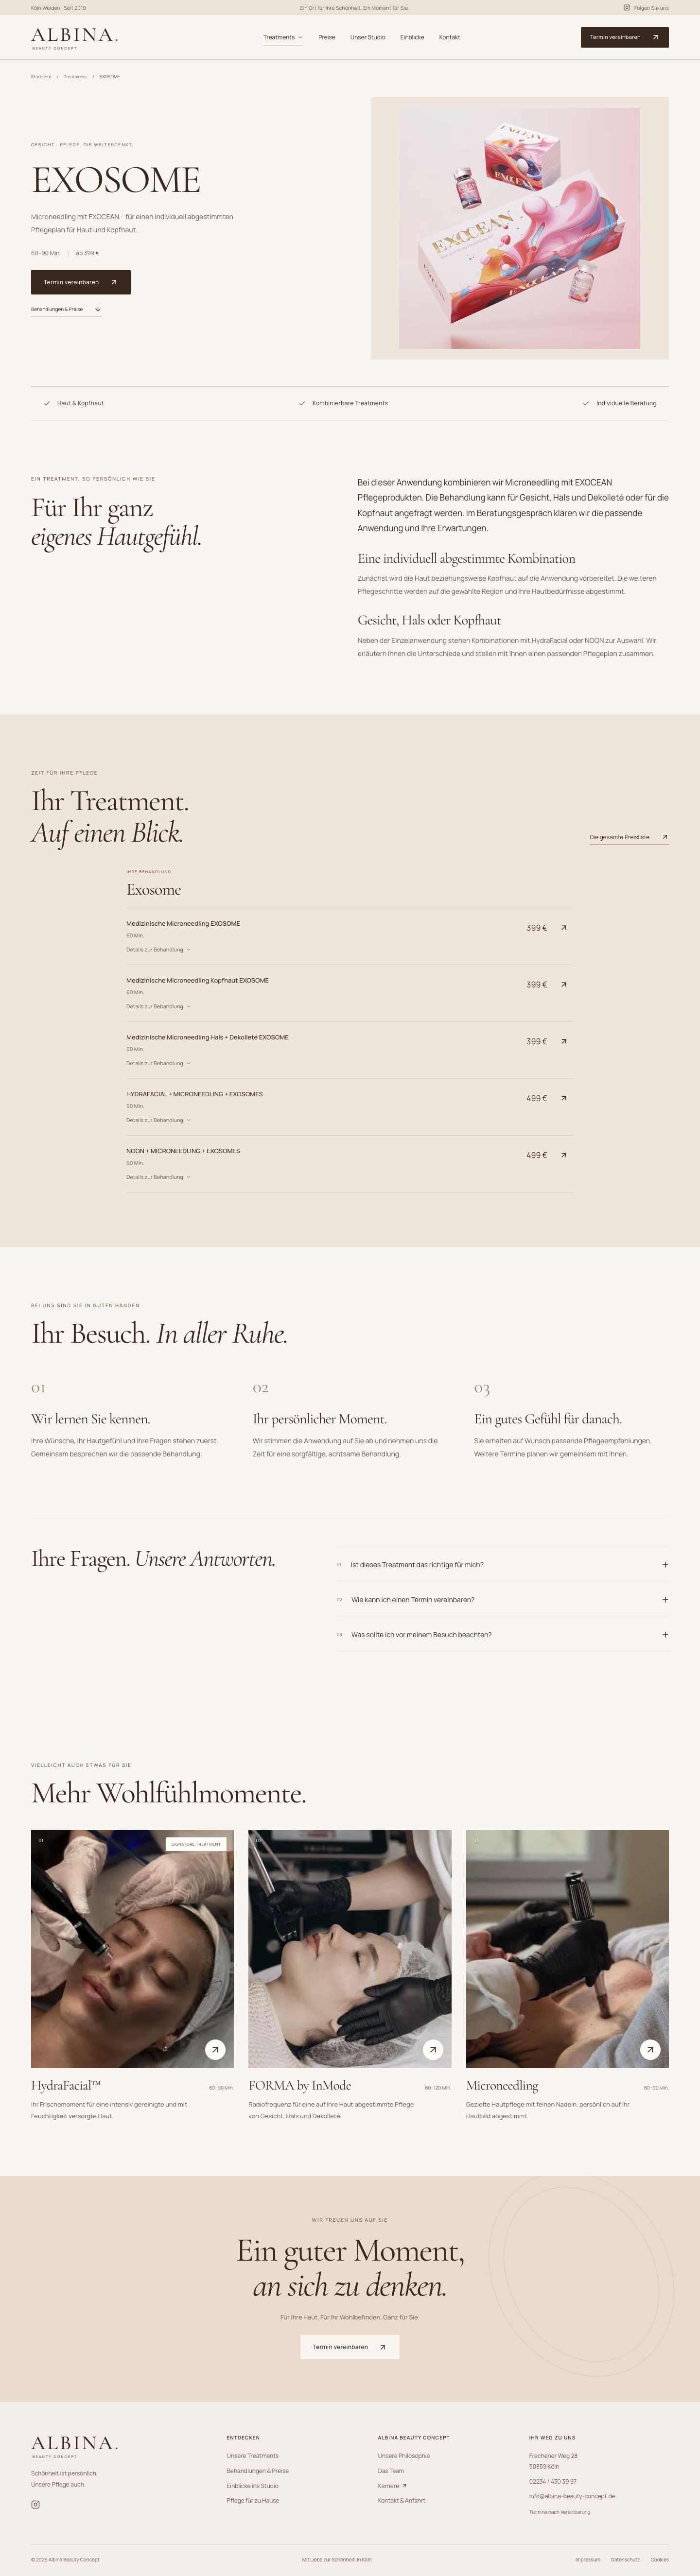 Köln Weiden · Seit 2019
Ein Ort für Ihre Schönheit. Ein Moment für Sie.
Folgen Sie uns
ALBINA.
BEAUTY CONCEPT
Treatments
Preise
Unser Studio
Einblicke
Kontakt
Termin vereinbaren
Startseite / Treatments / EXOSOME
GESICHT · PFLEGE, DIE WEITERDENKT.
EXOSOME
Microneedling mit EXOCEAN – für einen individuell abgestimmten
Pflegeplan für Haut und Kopfhaut.
60–90 Min. | ab 399 €
Termin vereinbaren
Behandlungen & Preise
EXOCEAN
EXOCEAN
Haut & Kopfhaut
Kombinierbare Treatments
Individuelle Beratung
EIN TREATMENT, SO PERSÖNLICH WIE SIE
Für Ihr ganz
eigenes Hautgefühl.
Bei dieser Anwendung kombinieren wir Microneedling mit EXOCEAN
Pflegeprodukten. Die Behandlung kann für Gesicht, Hals und Dekolleté oder für die
Kopfhaut angefragt werden. Im Beratungsgespräch klären wir die passende
Anwendung und Ihre Erwartungen.
Eine individuell abgestimmte Kombination
Zunächst wird die Haut beziehungsweise Kopfhaut auf die Anwendung vorbereitet. Die weiteren
Pflegeschritte werden auf die gewählte Region und Ihre Hautbedürfnisse abgestimmt.
Gesicht, Hals oder Kopfhaut
Neben der Einzelanwendung stehen Kombinationen mit HydraFacial oder NOON zur Auswahl. Wir
erläutern Ihnen die Unterschiede und stellen mit Ihnen einen passenden Pflegeplan zusammen.
ZEIT FÜR IHRE PFLEGE
Ihr Treatment.
Auf einen Blick.
Die gesamte Preisliste
IHRE BEHANDLUNG
Exosome
Medizinische Microneedling EXOSOME
399 €
60 Min.
Details zur Behandlung
Medizinische Microneedling Kopfhaut EXOSOME
399 €
60 Min.
Details zur Behandlung
Medizinische Microneedling Hals + Dekolleté EXOSOME
399 €
60 Min.
Details zur Behandlung
HYDRAFACIAL + MICRONEEDLING + EXOSOMES
499 €
90 Min.
Details zur Behandlung
NOON + MICRONEEDLING + EXOSOMES
499 €
90 Min.
Details zur Behandlung
BEI UNS SIND SIE IN GUTEN HÄNDEN
Ihr Besuch. In aller Ruhe.
01
Wir lernen Sie kennen.
Ihre Wünsche, Ihr Hautgefühl und Ihre Fragen stehen zuerst.
Gemeinsam besprechen wir die passende Behandlung.
02
Ihr persönlicher Moment.
Wir stimmen die Anwendung auf Sie ab und nehmen uns die
Zeit für eine sorgfältige, achtsame Behandlung.
03
Ein gutes Gefühl für danach.
Sie erhalten auf Wunsch passende Pflegeempfehlungen.
Weitere Termine planen wir gemeinsam mit Ihnen.
Ihre Fragen. Unsere Antworten.
01 Ist dieses Treatment das richtige für mich?
02 Wie kann ich einen Termin vereinbaren?
03 Was sollte ich vor meinem Besuch beachten?
VIELLEICHT AUCH ETWAS FÜR SIE
Mehr Wohlfühlmomente.
01
SIGNATURE TREATMENT
HydraFacial™
60–90 Min.
Ihr Frischemoment für eine intensiv gereinigte und mit
Feuchtigkeit versorgte Haut.
02
FORMA by InMode
60–120 Min.
Radiofrequenz für eine auf Ihre Haut abgestimmte Pflege
von Gesicht, Hals und Dekolleté.
03
Microneedling
60–90 Min.
Gezielte Hautpflege mit feinen Nadeln, persönlich auf Ihr
Hautbild abgestimmt.
WIR FREUEN UNS AUF SIE
Ein guter Moment,
an sich zu denken.
Für Ihre Haut. Für Ihr Wohlbefinden. Ganz für Sie.
Termin vereinbaren
ALBINA.
BEAUTY CONCEPT
Schönheit ist persönlich.
Unsere Pflege auch.
ENTDECKEN
Unsere Treatments
Behandlungen & Preise
Einblicke ins Studio
Pflege für zu Hause
ALBINA BEAUTY CONCEPT
Unsere Philosophie
Das Team
Karriere
Kontakt & Anfahrt
IHR WEG ZU UNS
Frechener Weg 28
50859 Köln
02234 / 430 39 97
info@albina-beauty-concept.de
Termine nach Vereinbarung
© 2026 Albina Beauty Concept
Mit Liebe zur Schönheit. In Köln.
Impressum
Datenschutz
Cookies